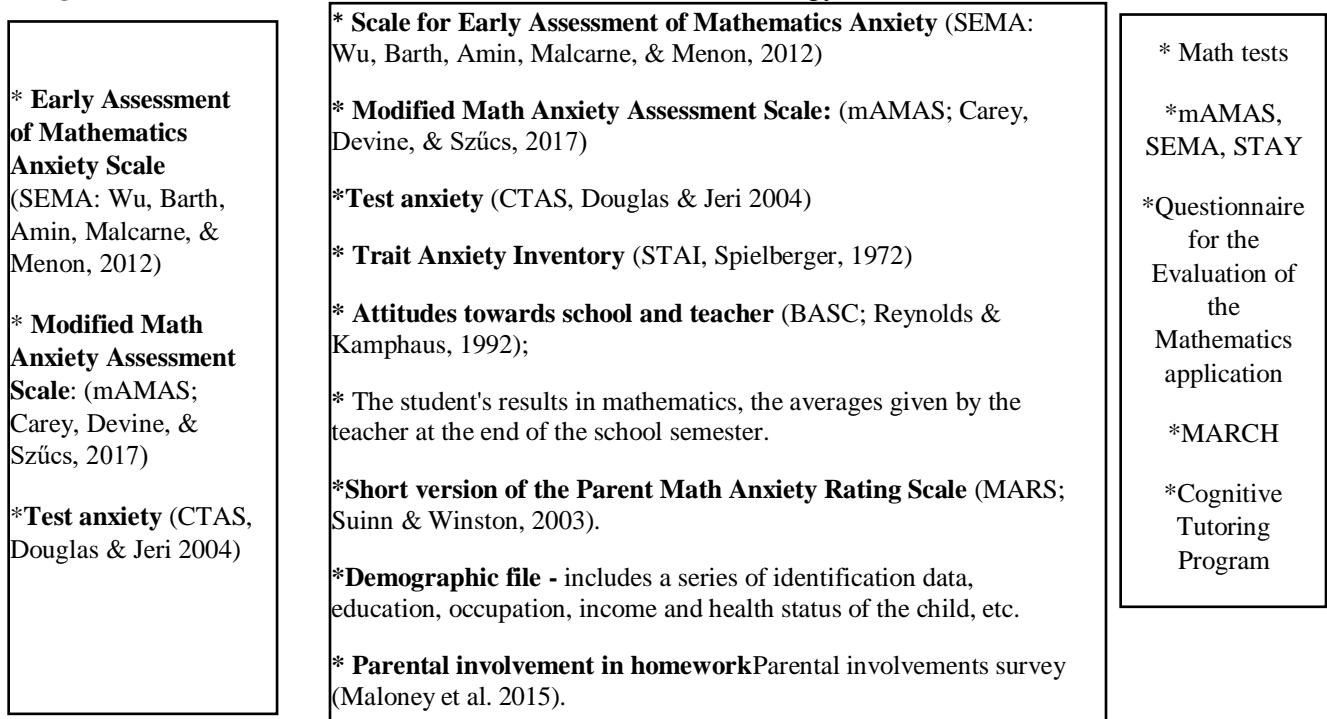 * Early Assessment
of Mathematics
Anxiety Scale
(SEMA: Wu, Barth,
Amin, Malcarne, &
Menon, 2012)
* Modified Math
Anxiety Assessment
Scale: (mAMAS;
Carey, Devine, &
Szűcs, 2017)
*Test anxiety (CTAS,
Douglas & Jeri 2004)
* Scale for Early Assessment of Mathematics Anxiety (SEMA:
Wu, Barth, Amin, Malcarne, & Menon, 2012)
* Modified Math Anxiety Assessment Scale: (mAMAS; Carey,
Devine, & Szűcs, 2017)
*Test anxiety (CTAS, Douglas & Jeri 2004)
* Trait Anxiety Inventory (STAI, Spielberger, 1972)
* Attitudes towards school and teacher (BASC; Reynolds &
Kamphaus, 1992);
* The student's results in mathematics, the averages given by the
teacher at the end of the school semester.
*Short version of the Parent Math Anxiety Rating Scale (MARS;
Suinn & Winston, 2003).
*Demographic file - includes a series of identification data,
education, occupation, income and health status of the child, etc.
* Parental involvement in homeworkParental involvements survey
(Maloney et al. 2015).
* Math tests
*mAMAS,
SEMA, STAY
*Questionnaire
for the
Evaluation of
the
Mathematics
application
*MARCH
*Cognitive
Tutoring
Program